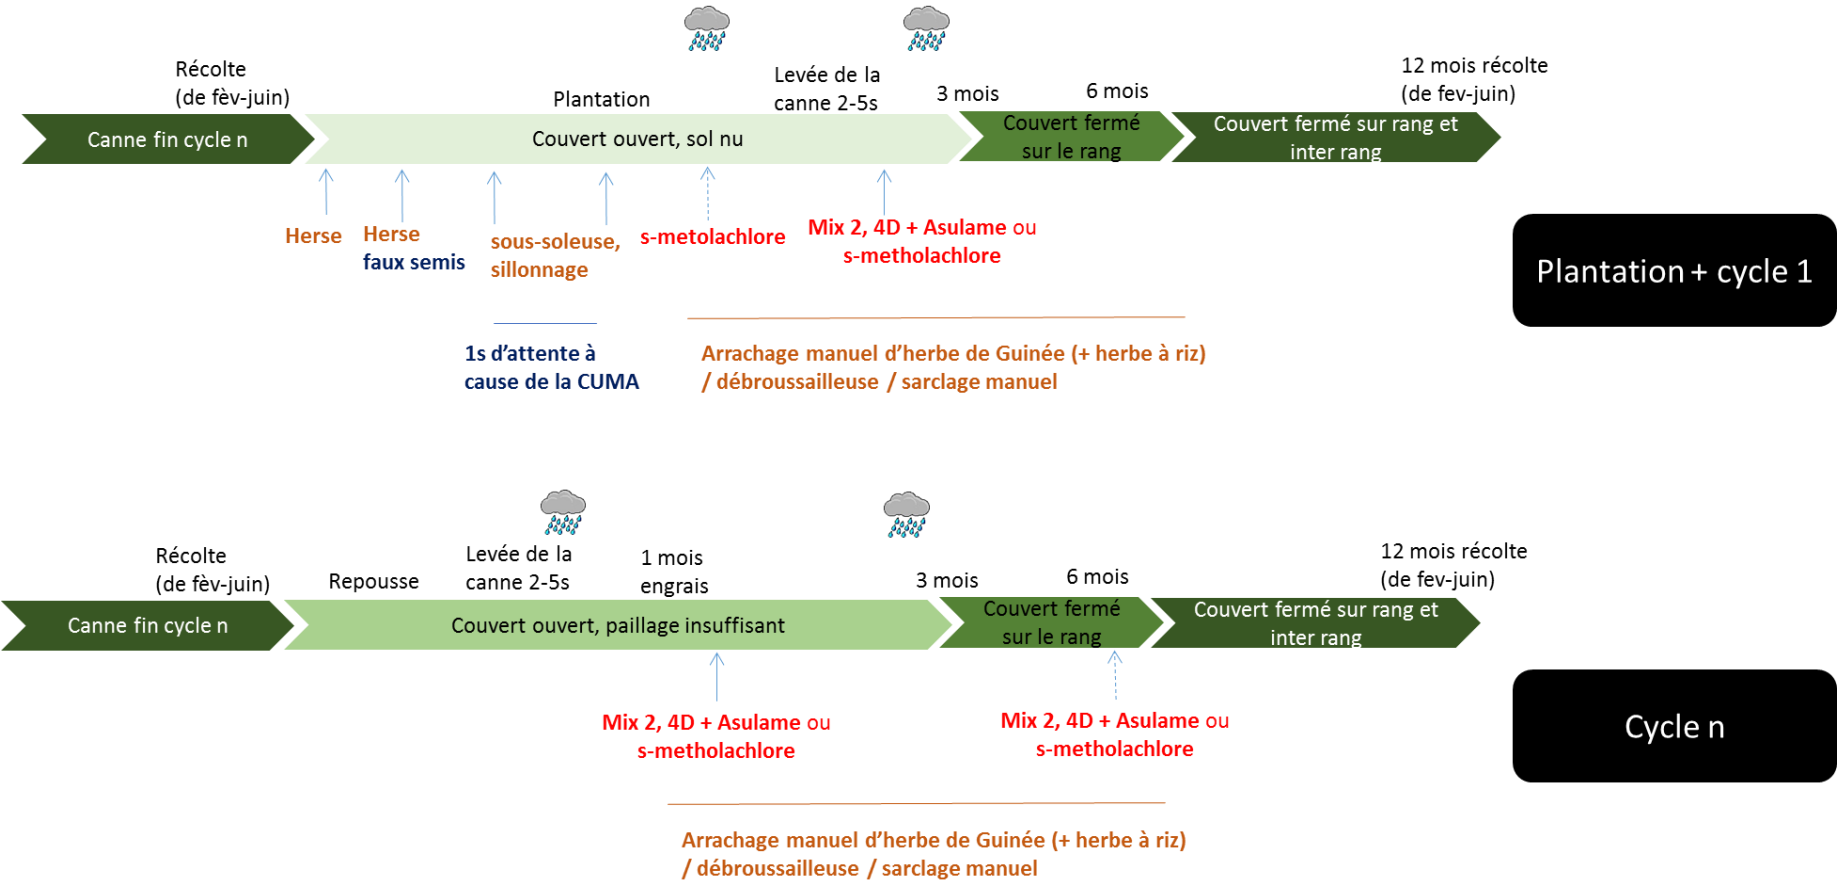 Récolte
(de fèv-juin)
Plantation
Levée de la
canne 2-5s
3 mois
6 mois
12 mois récolte
(de fev-juin)
Canne fin cycle n
Couvert ouvert, sol nu
Couvert fermé
sur le rang
Couvert fermé sur rang et
inter rang
Herse
Herse
faux semis
sous-soleuse,
sillonnage
s-metolachlore
Mix 2, 4D + Asulame ou
s-metholachlore
Plantation + cycle 1
1s d’attente à
cause de la CUMA
Arrachage manuel d’herbe de Guinée (+ herbe à riz)
/ débroussailleuse / sarclage manuel
Récolte
(de fèv-juin)
Repousse
Levée de la
canne 2-5s
1 mois
engrais
3 mois
6 mois
12 mois récolte
(de fev-juin)
Canne fin cycle n
Couvert ouvert, paillage insuffisant
Couvert fermé
sur le rang
Couvert fermé sur rang et
inter rang
Mix 2, 4D + Asulame ou
s-metholachlore
Mix 2, 4D + Asulame ou
s-metholachlore
Cycle n
Arrachage manuel d’herbe de Guinée (+ herbe à riz)
/ débroussailleuse / sarclage manuel